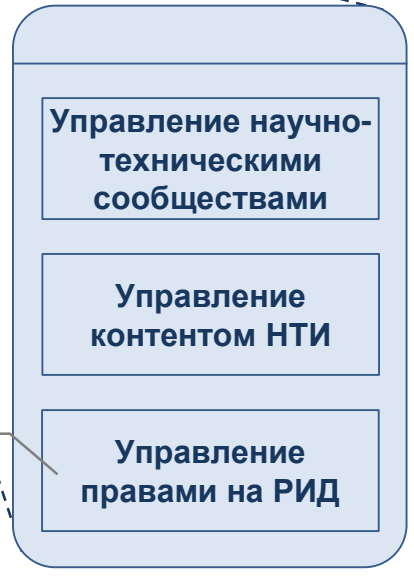 Управление научно-
техническими
сообществами
Управление
контентом НТИ
Управление
правами на РИД